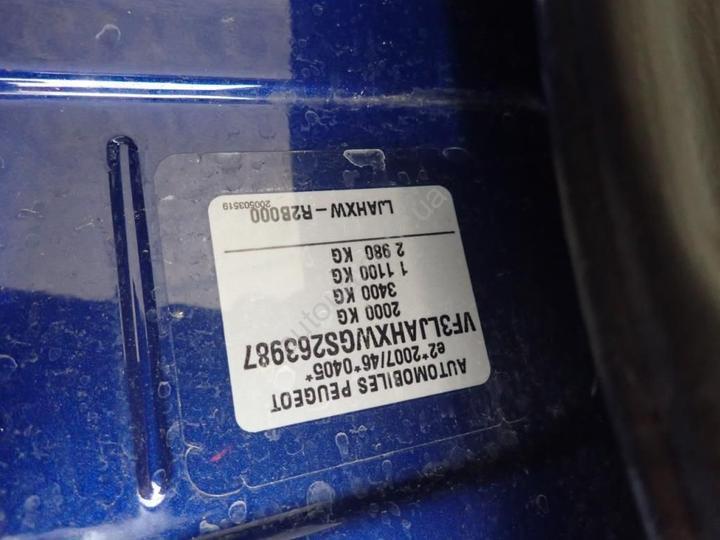 AUTOMOBILES PEUGEOT
e2*2007/46*0405*
VF3LJAHXWGS263987
2000 KG
3400 KG
1 1100 KG
2 980 KG
LJAHXW -R2B000
200503519